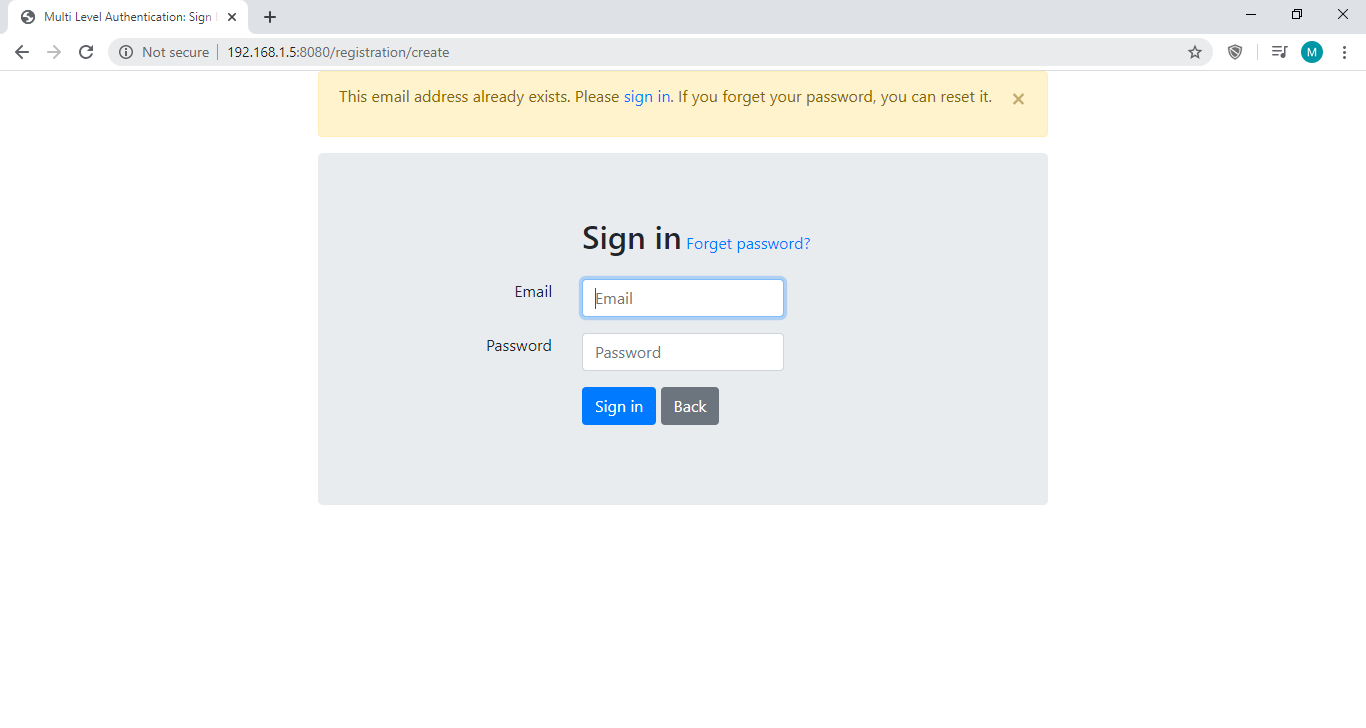 Multi Level Authentication: Sign
Not secure 192.168.1.5:8080/registration/create
M
This email address already exists. Please sign in. If you forget your password, you can reset it. ×
Sign in Forget password?
Email Email
Password Password
Sign in Back